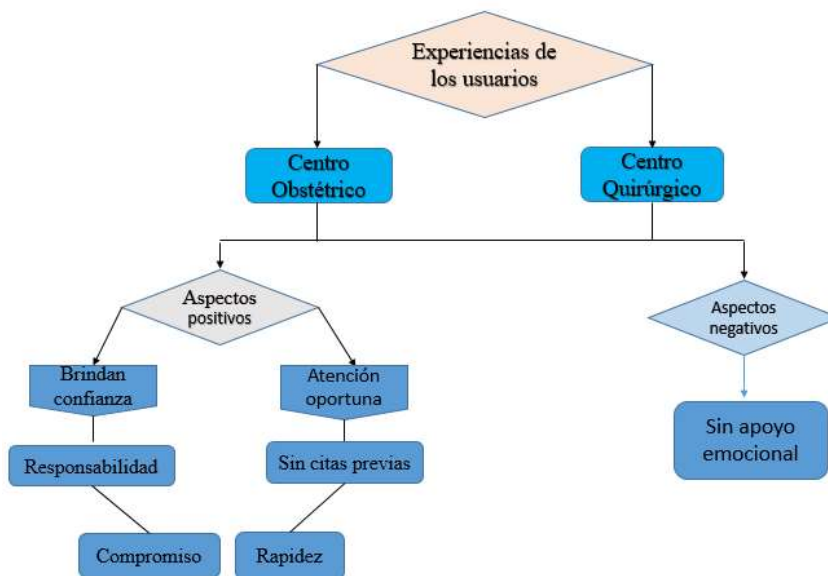 Experiencias de
los usuarios
Centro
Obstétrico
Centro
Quirúrgico
Aspectos
positivos
Aspectos
negativos
Brindan
confianza
Atención
oportuna
Sin apoyo
emocional
Responsabilidad
Sin citas previas
Compromiso
Rapidez